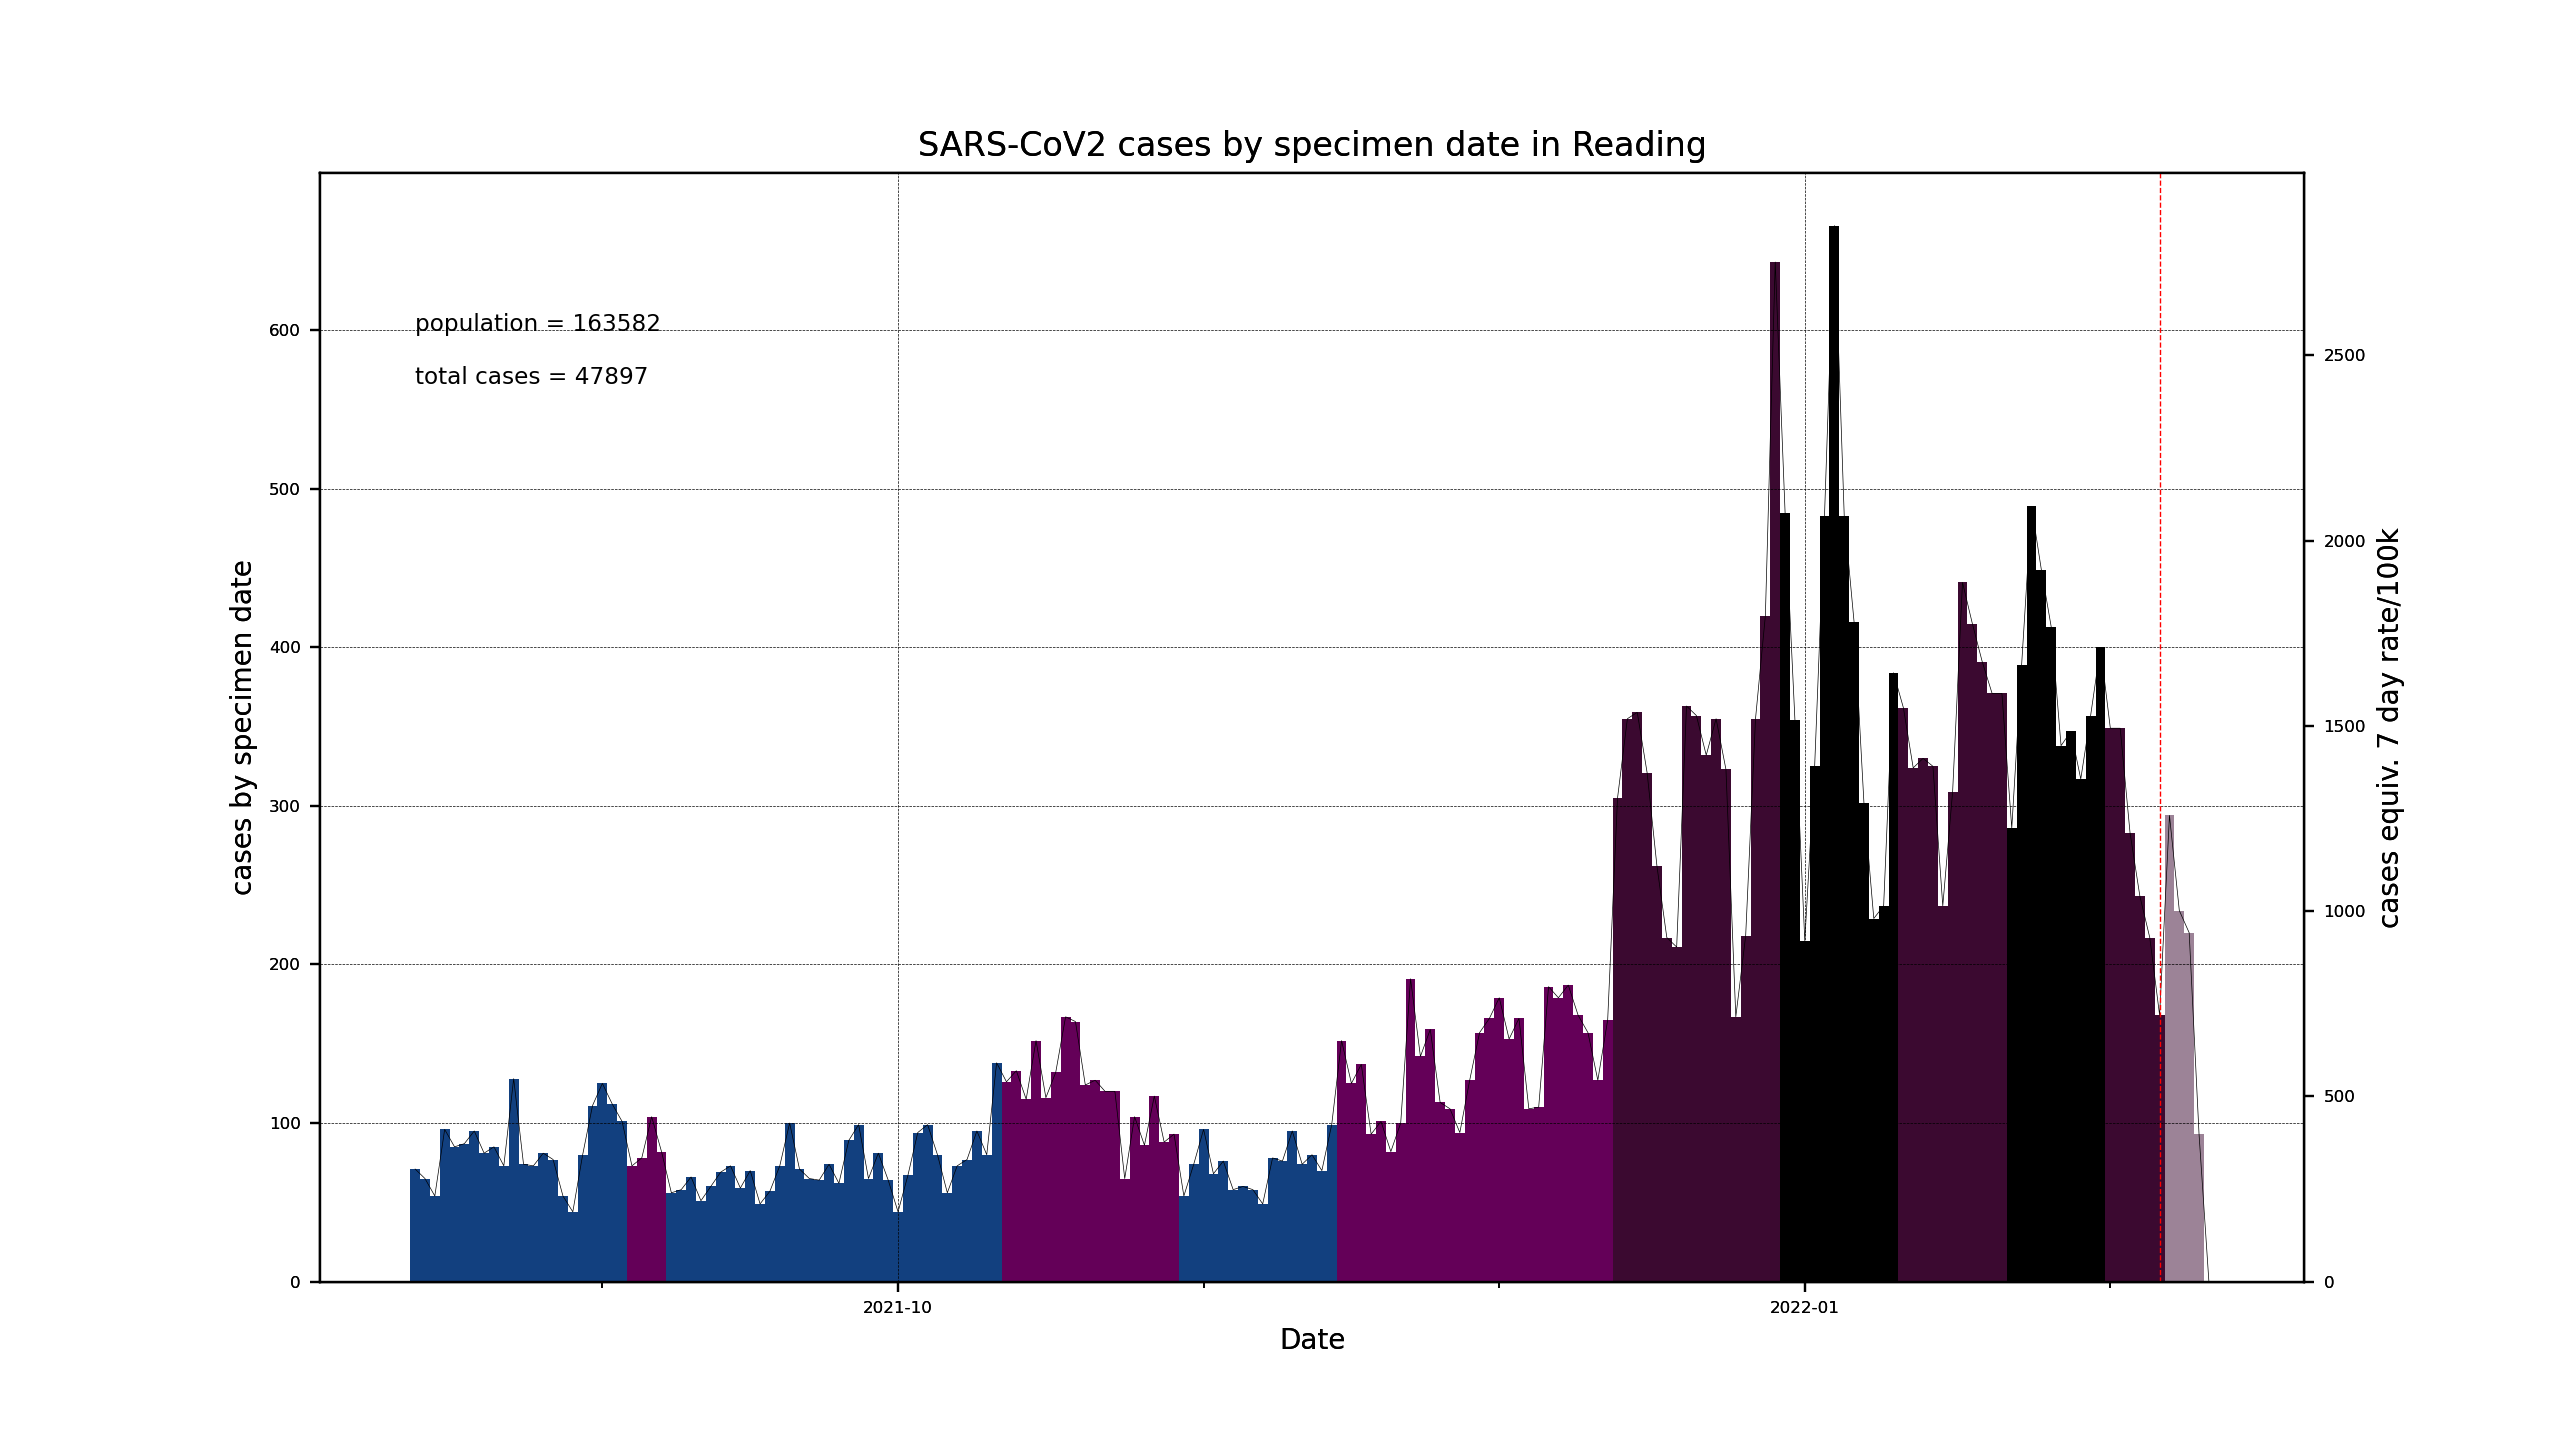 SARS-CoV2 cases by specimen date in Reading
population = 163582
total cases = 47897
cases by specimen date
600
500
400
300
200
100
0
2500
2000
1500
1000
500
0
cases equiv. 7 day rate/100k
2021-10
2022-01
Date